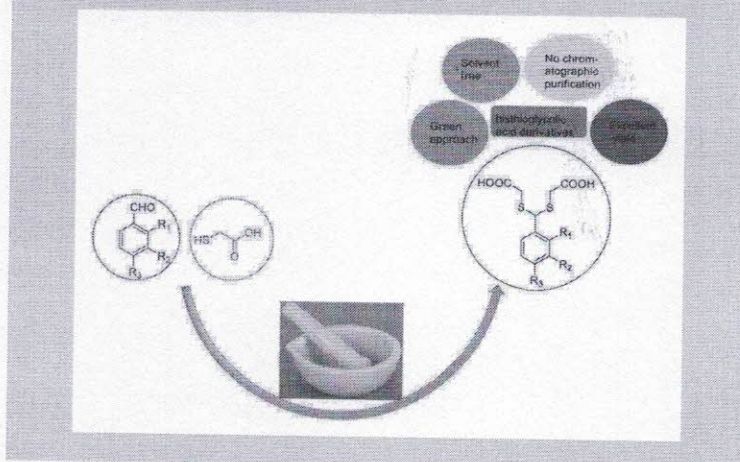 Solvent
free
No chrom-
atographic
purification
Green
approach
bisthioglycolic
acid derivatives
Excellent
HOOC
COOH
S
S
R₁
R₂
R₃
CHO
R₁
R₂
R₃
HS
OH
O